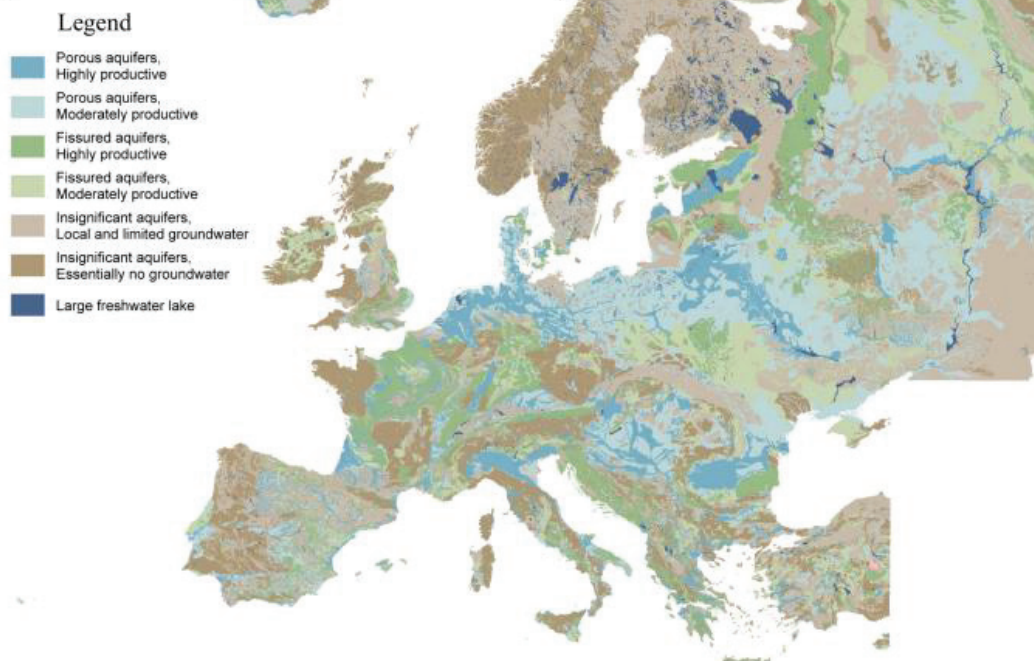 Legend
Porous aquifers,
Highly productive
Porous aquifers,
Moderately productive
Fissured aquifers,
Highly productive
Fissured aquifers,
Moderately productive
Insignificant aquifers,
Local and limited groundwater
Insignificant aquifers,
Essentially no groundwater
Large freshwater lake